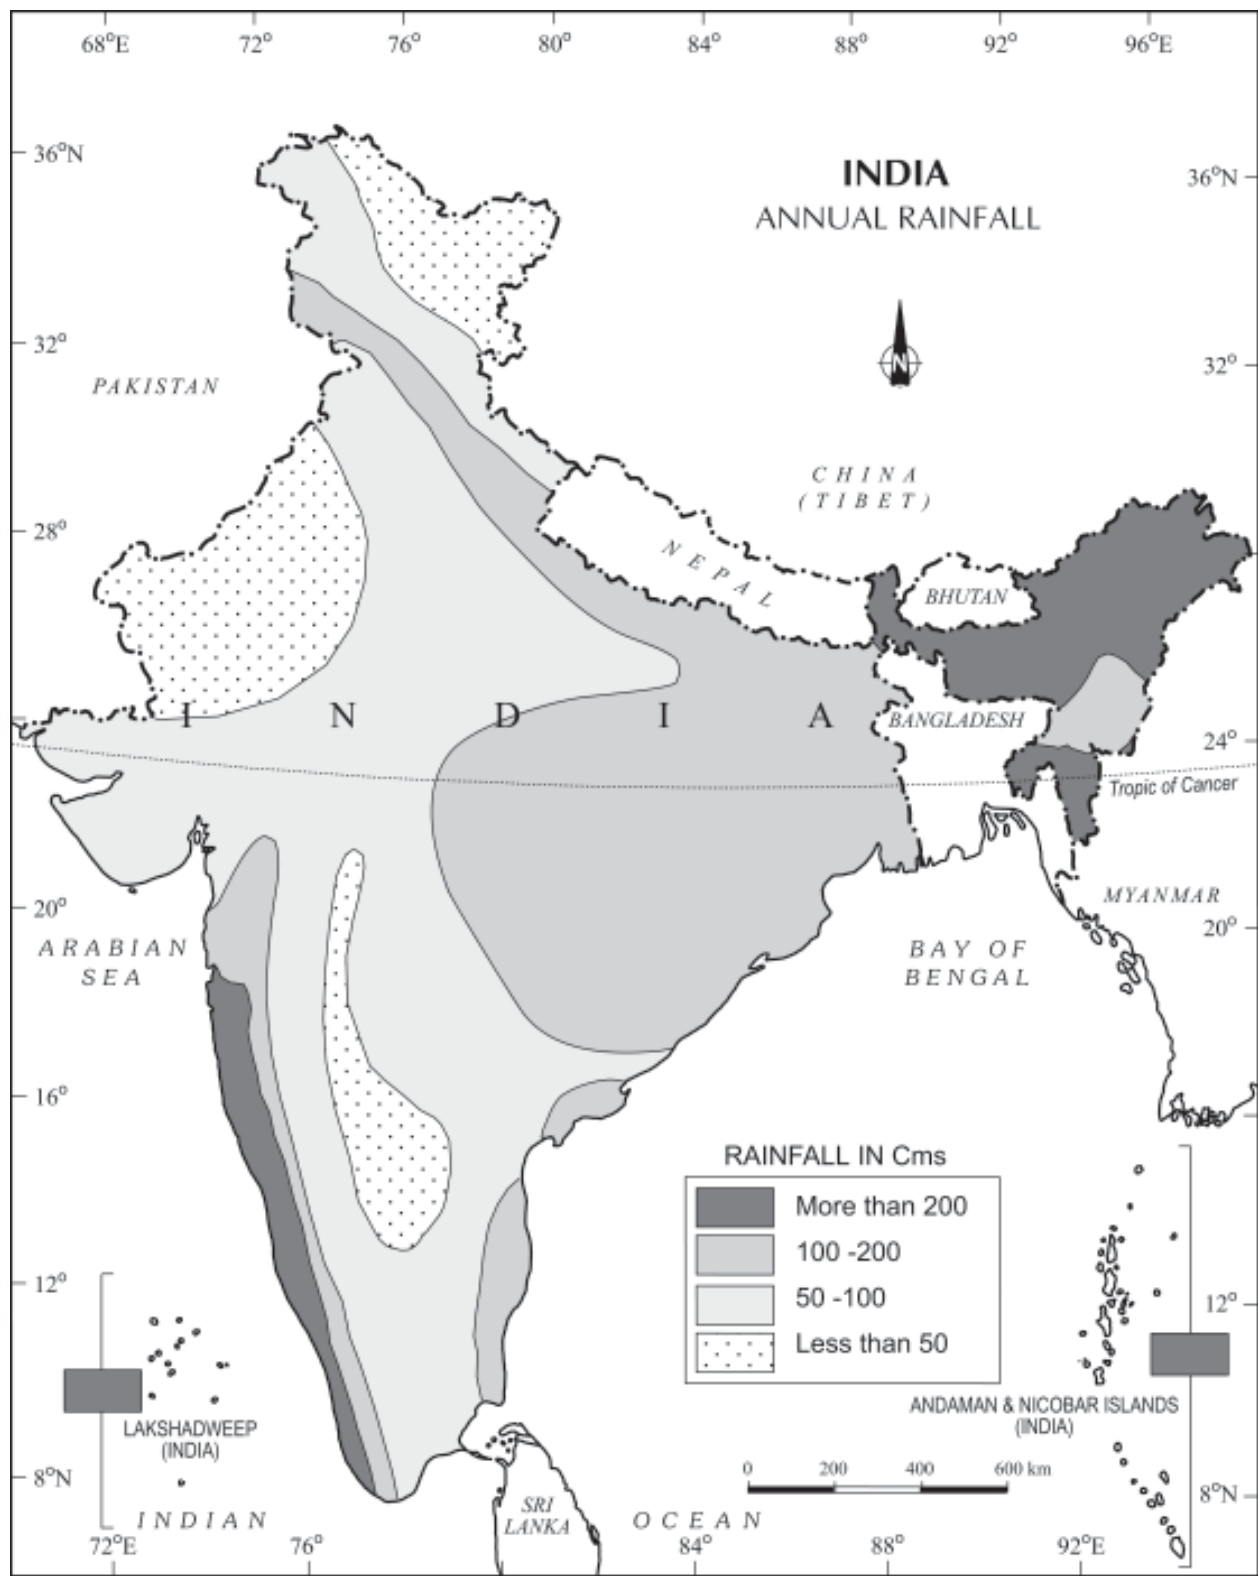 68°E 72° 76° 80° 84° 88° 92° 96°E
36°N
INDIA
ANNUAL RAINFALL
36°N
N
32°
32°
PAKISTAN
CHINA
(TIBET)
28°
NEPAL
BHUTAN
I N D I A
BANGLADESH
24°
Tropic of Cancer
20°
MYANMAR
20°
ARABIAN
SEA
BAY OF
BENGAL
16°
RAINFALL IN Cms
More than 200
100 -200
50 -100
Less than 50
12°
12°
LAKSHADWEEP
(INDIA)
ANDAMAN & NICOBAR ISLANDS
(INDIA)
0 200 400 600 km
8°N
8°N
SRI
LANKA
INDIAN OCEAN
72°E 76° 84° 88° 92°E